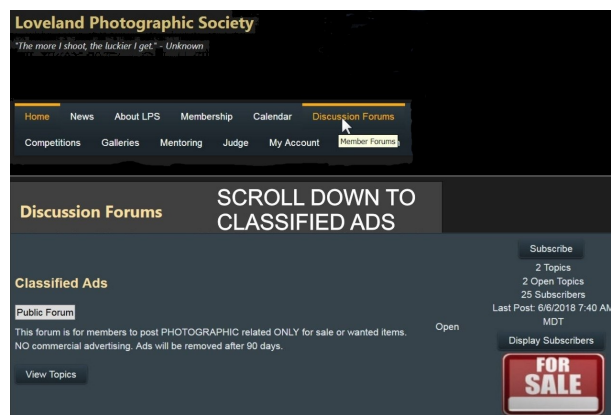 Loveland Photographic Society
"The more I shoot, the luckier I get." - Unknown
Home News About LPS Membership Calendar Discussion Forums
Competitions Galleries Mentoring Judge My Account Member Forums
Discussion Forums
SCROLL DOWN TO
CLASSIFIED ADS
Classified Ads
Public Forum
This forum is for members to post PHOTOGRAPHIC related ONLY for sale or wanted items.
NO commercial advertising. Ads will be removed after 90 days.
View Topics
Open
Subscribe
2 Topics
2 Open Topics
25 Subscribers
Last Post: 6/6/2018 7:40 AM
MDT
Display Subscribers
FOR
SALE